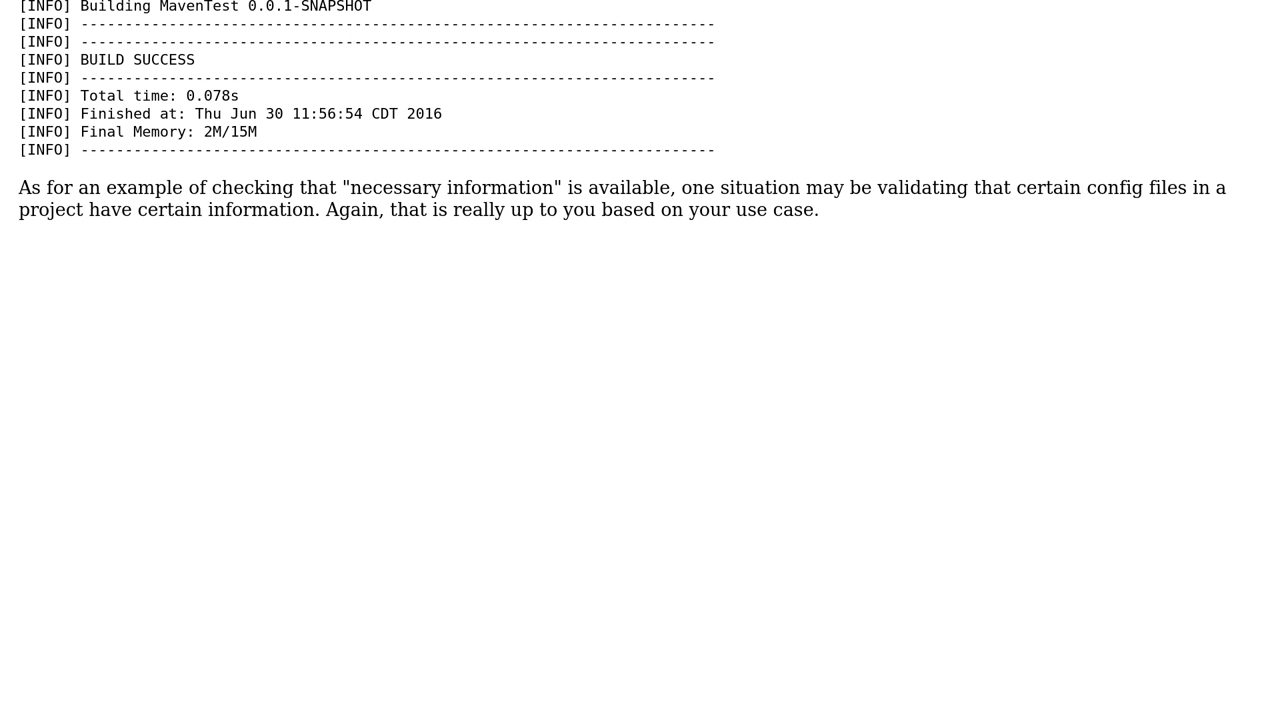 [INFO] Building MavenTest 0.0.1-SNAPSHOT
[INFO] ------------------------------------------------------------------------
[INFO] ------------------------------------------------------------------------
[INFO] BUILD SUCCESS
[INFO] ------------------------------------------------------------------------
[INFO] Total time: 0.078s
[INFO] Finished at: Thu Jun 30 11:56:54 CDT 2016
[INFO] Final Memory: 2M/15M
[INFO] ------------------------------------------------------------------------
As for an example of checking that "necessary information" is available, one situation may be validating that certain config files in a
project have certain information. Again, that is really up to you based on your use case.